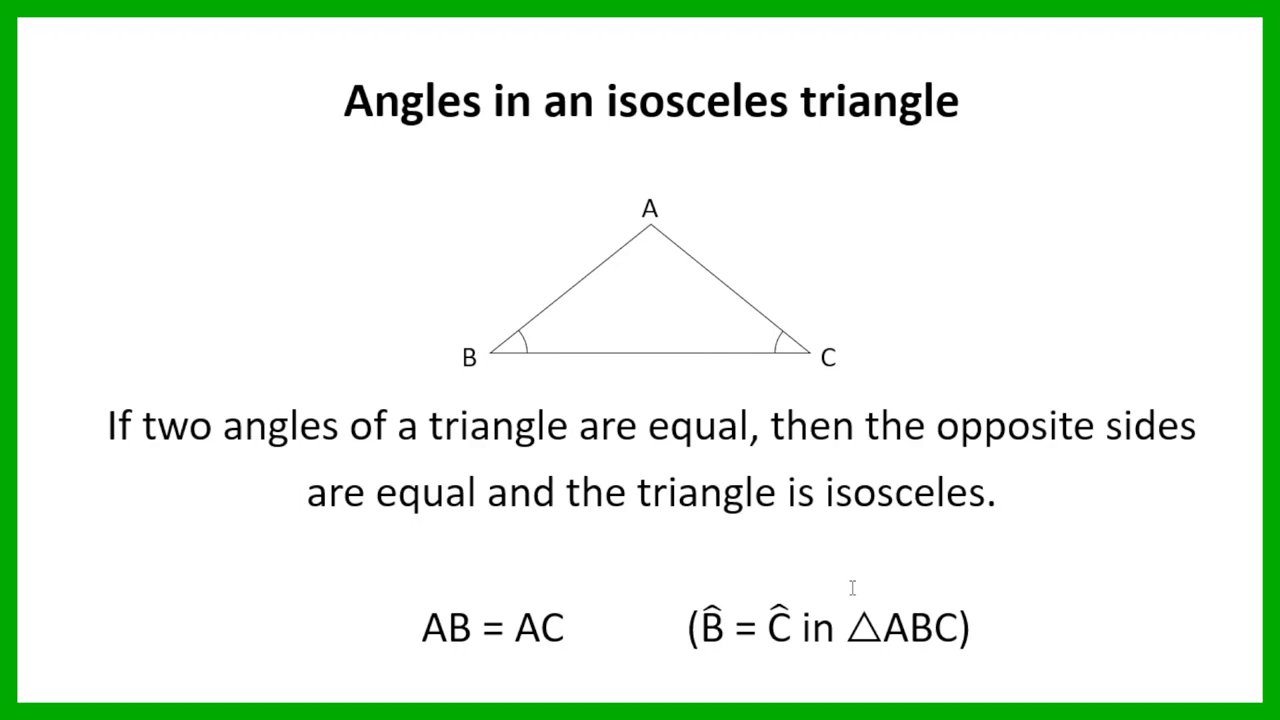 Angles in an isosceles triangle
A
B
C
If two angles of a triangle are equal, then the opposite sides
are equal and the triangle is isosceles.
AB = AC (B̂ = Ĉ in △ABC)